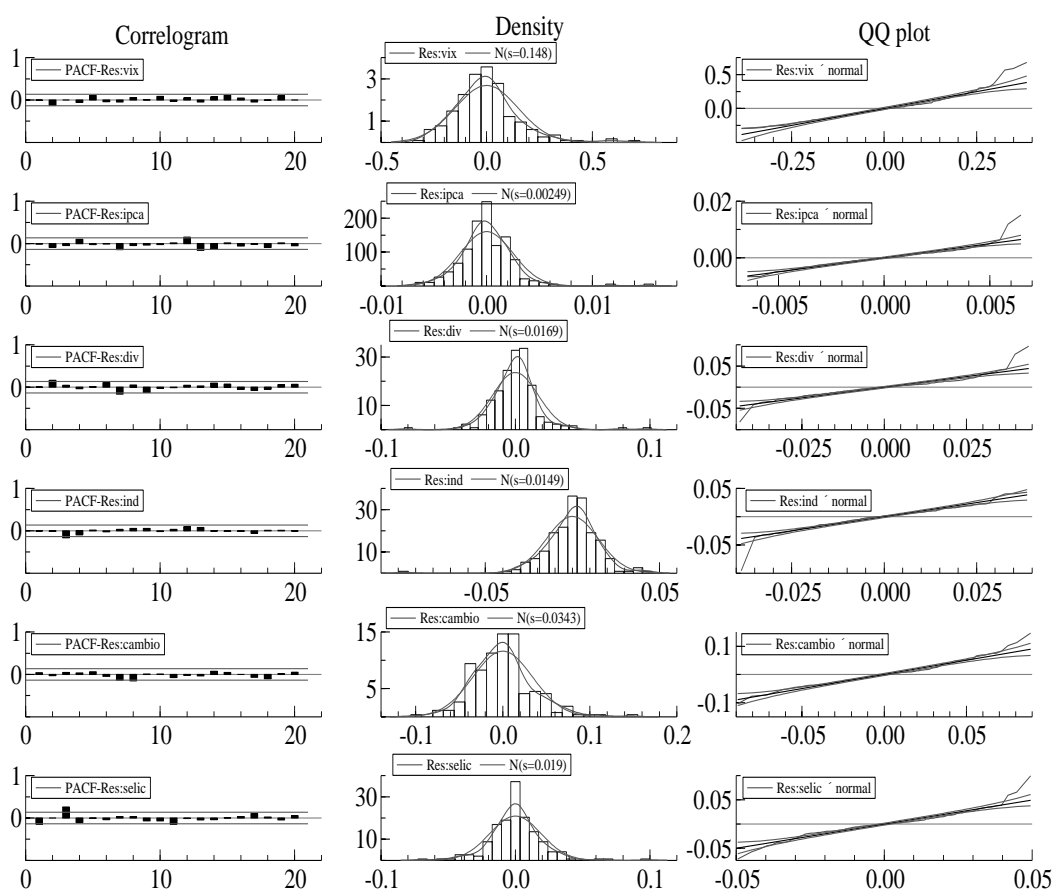 Correlogram Density QQ plot
1 PACF-Res:vix 0
0 10 20
Res:vix N(s=0.148)
3 1
-0.5 0.0 0.5
Res:vix ´ normal
0.5 0.0
-0.25 0.00 0.25
1 PACF-Res:ipca 0
0 10 20
Res:ipca N(s=0.00249)
200 100
-0.01 0.00 0.01
Res:ipca ´ normal
0.02 0.00
-0.005 0.00 0.005
1 PACF-Res:div 0
0 10 20
Res:div N(s=0.0169)
30 10
-0.1 0.0 0.1
Res:div ´ normal
0.05 -0.05
-0.025 0.00 0.025
1 PACF-Res:ind 0
0 10 20
Res:ind N(s=0.0149)
30 10
-0.05 0.0 0.05
Res:ind ´ normal
0.05 -0.05
-0.025 0.00 0.025
1 PACF-Res:cambio 0
0 10 20
Res:cambio N(s=0.0343)
15 5
-0.1 0.0 0.1 0.2
Res:cambio ´ normal
0.1 -0.1
-0.05 0.00 0.05
1 PACF-Res:selic 0
0 10 20
Res:selic N(s=0.019)
30 10
-0.1 0.0 0.1
Res:selic ´ normal
0.05 -0.05
-0.05 0.00 0.05